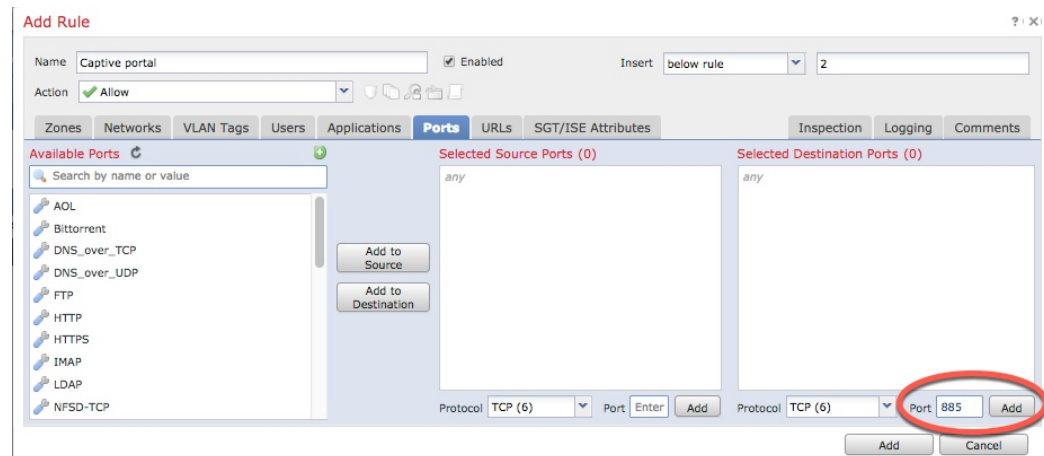 Add Rule
? X
Name Captive portal Enabled Insert below rule 2
Action Allow
Zones Networks VLAN Tags Users Applications Ports URLs SGT/ISE Attributes Inspection Logging Comments
Available Ports Selected Source Ports (0) Selected Destination Ports (0)
Search by name or value any any
AOL
Bittorrent
DNS_over_TCP
DNS_over_UDP
FTP
HTTP
HTTPS
IMAP
LDAP
NFSD-TCP
Add to
Source
Add to
Destination
Protocol TCP (6) Port Enter Add Protocol TCP (6) Port 885 Add
Add Cancel